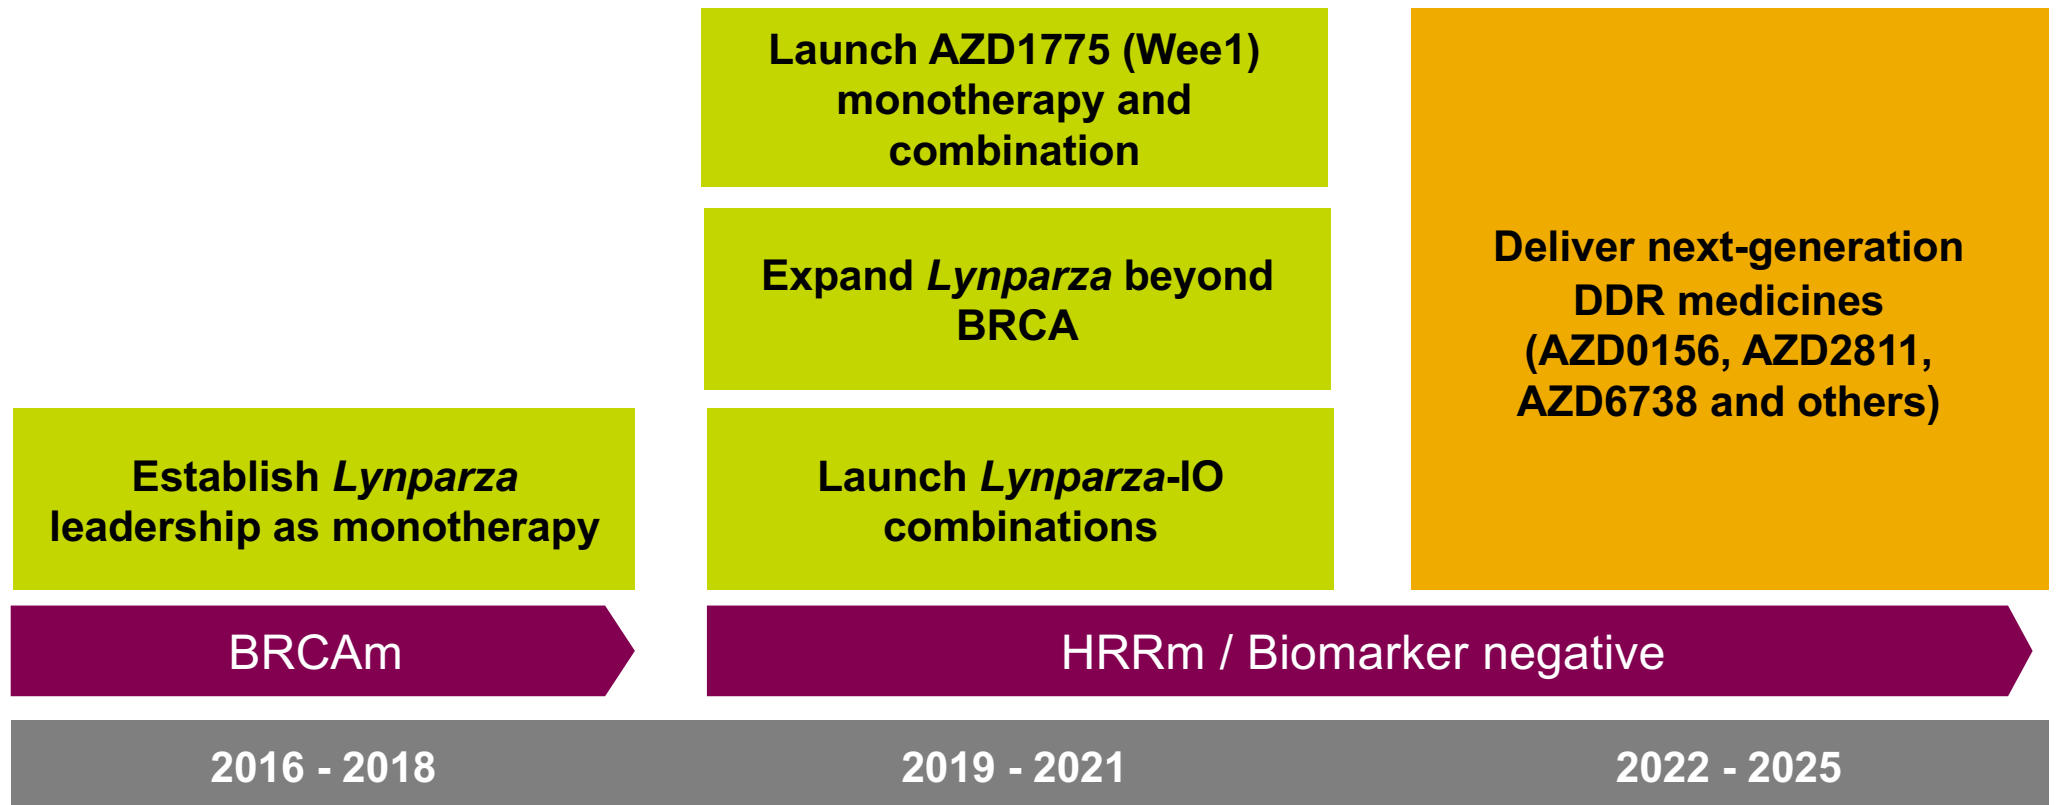 Launch AZD1775 (Wee1)
monotherapy and
combination
Expand Lynparza beyond
BRCA
Establish Lynparza
leadership as monotherapy
Launch Lynparza-IO
combinations
Deliver next-generation
DDR medicines
(AZD0156, AZD2811,
AZD6738 and others)
BRCAm
HRRm / Biomarker negative
2016 - 2018
2019 - 2021
2022 - 2025